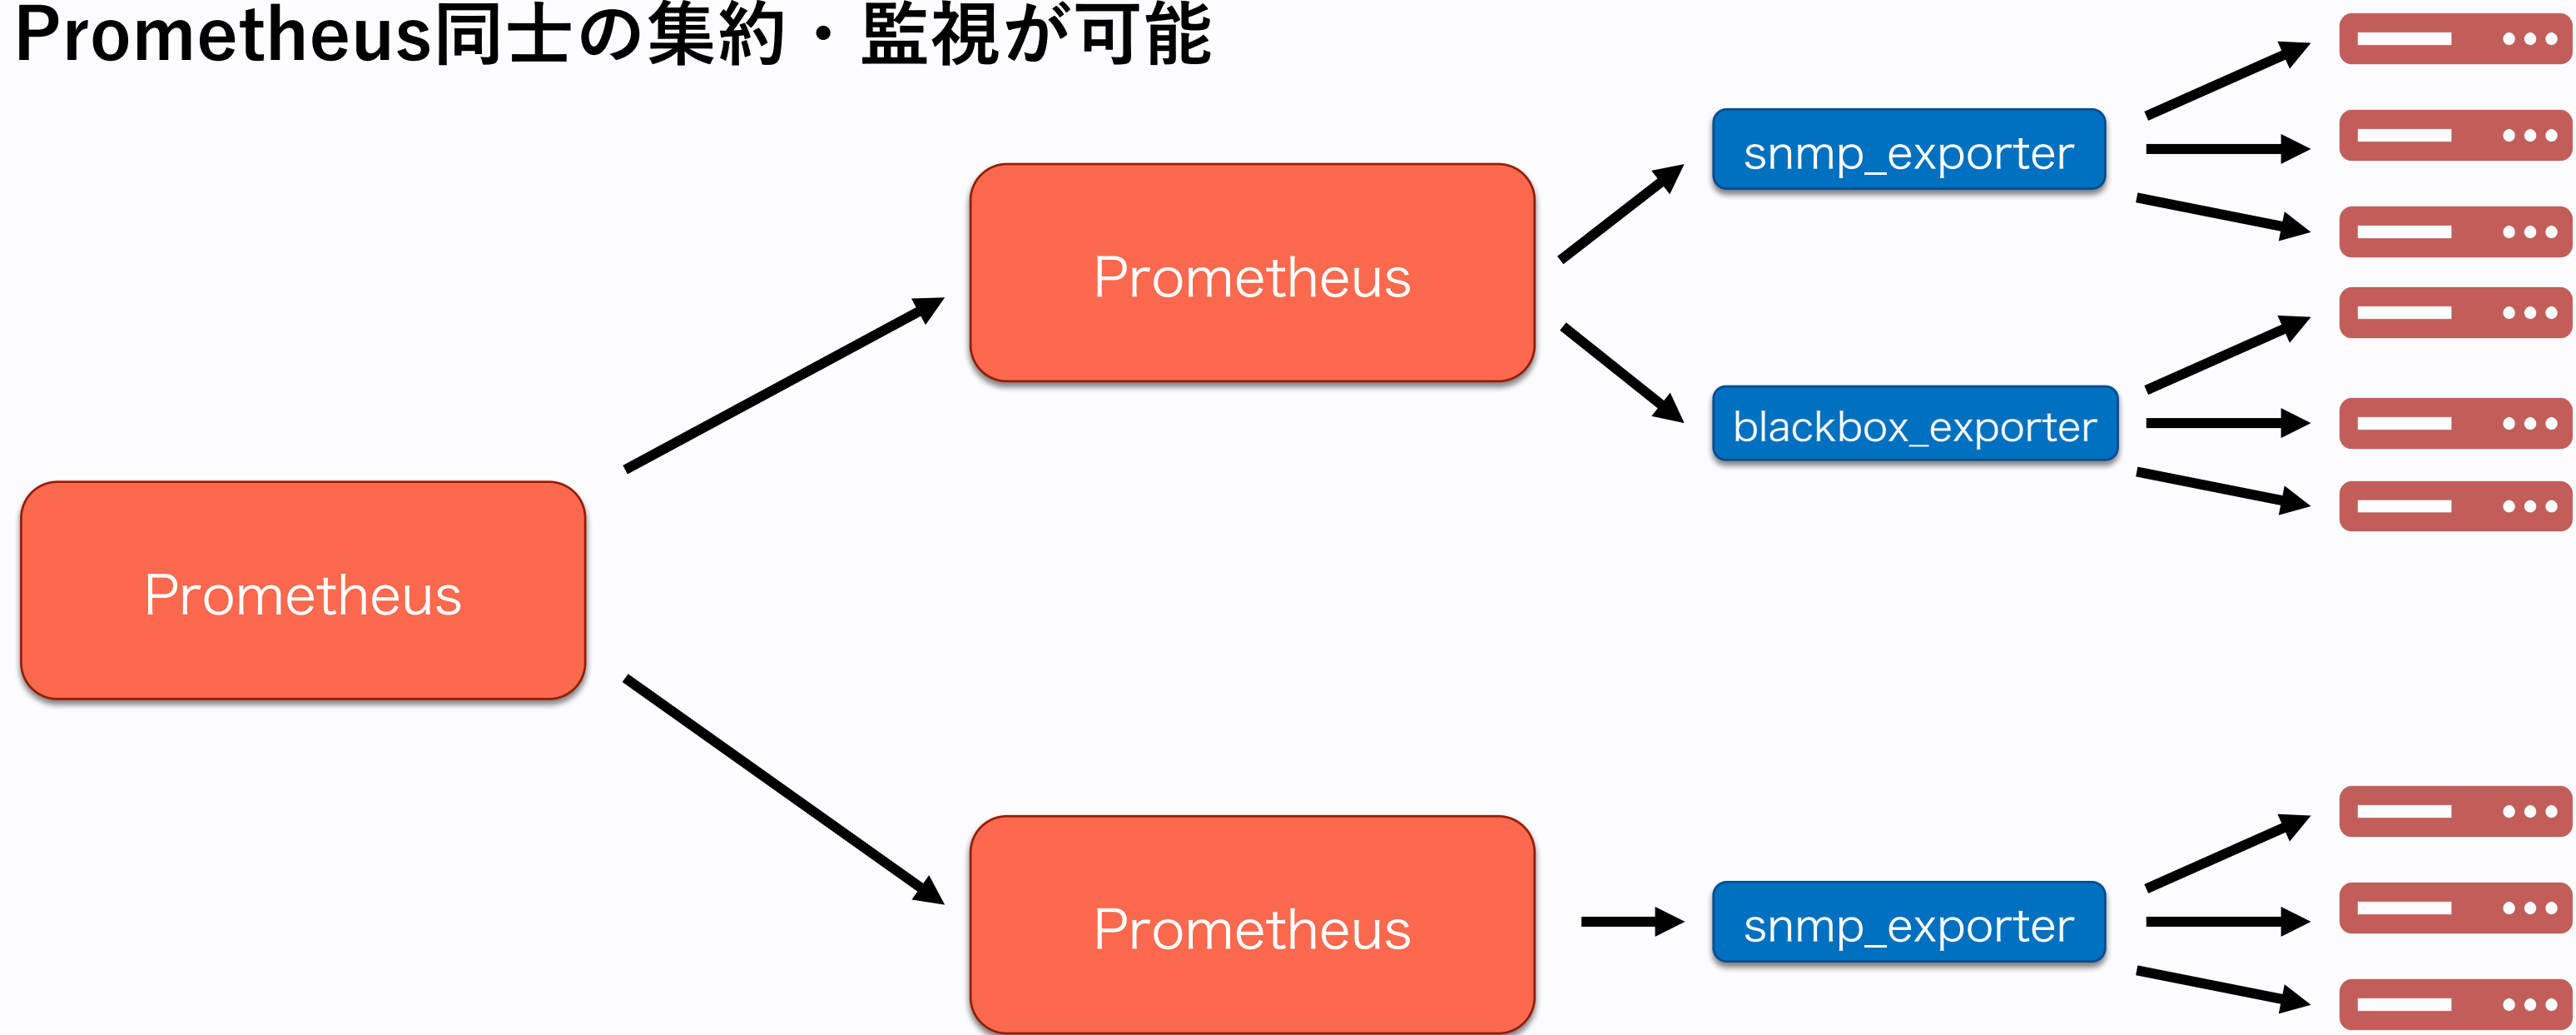 Prometheus同士の集約・監視が可能
snmp_exporter
Prometheus
blackbox_exporter
Prometheus
Prometheus
snmp_exporter